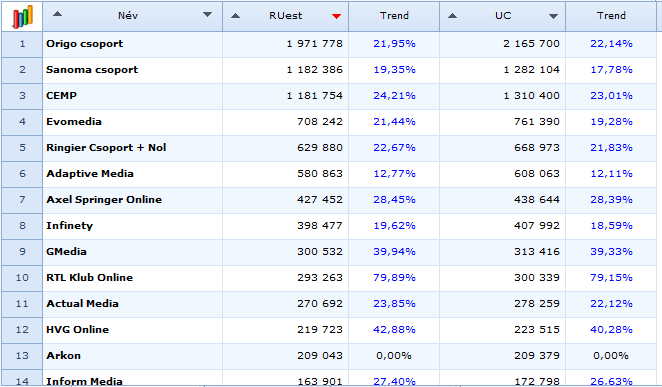 Név RUest Trend UC Trend
1 Origo csoport 1 971 778 21,95% 2 165 700 22,14%
2 Sanoma csoport 1 182 386 19,35% 1 282 104 17,78%
3 CEMP 1 181 754 24,21% 1 310 400 23,01%
4 Evomedia 708 242 21,44% 761 390 19,28%
5 Ringier Csoport + Nol 629 880 22,67% 668 973 21,83%
6 Adaptive Media 580 863 12,77% 608 063 12,11%
7 Axel Springer Online 427 452 28,45% 438 644 28,39%
8 Infinety 398 477 19,62% 407 992 18,59%
9 GMedia 300 532 39,94% 313 416 39,33%
10 RTL Klub Online 293 263 79,89% 300 339 79,15%
11 Actual Media 270 692 23,85% 278 259 22,12%
12 HVG Online 219 723 42,88% 223 515 40,28%
13 Arkon 209 043 0,00% 209 379 0,00%
14 Inform Media 163 901 27,40% 172 798 26,63%